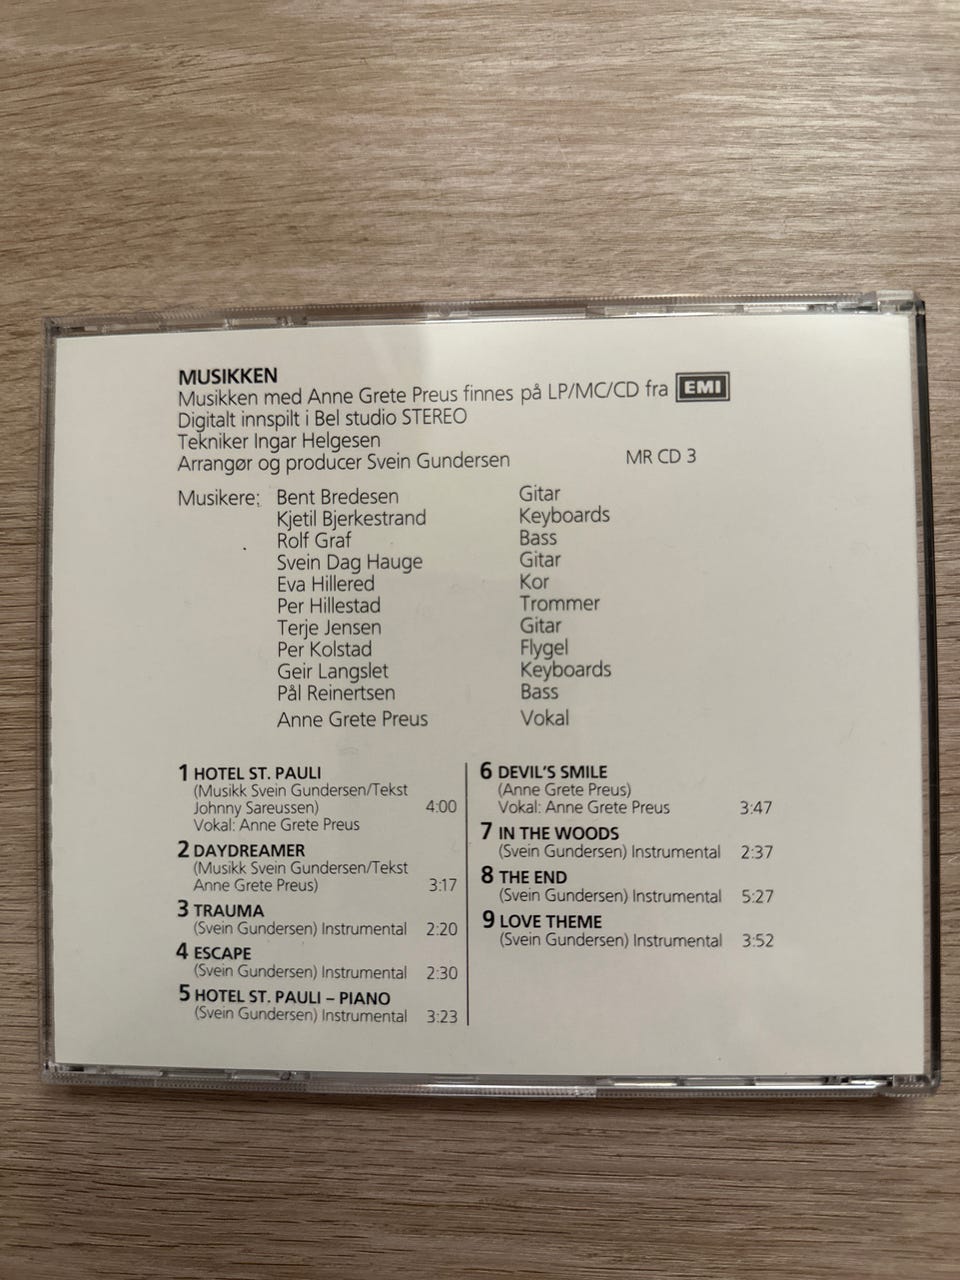 MUSIKKEN
Musikken med Anne Grete Preus finnes på LP/MC/CD fra EMI
Digitalt innspilt i Bel studio STEREO
Tekniker Ingar Helgesen
Arrangør og producer Svein Gundersen MR CD 3
Musikere: Bent Bredesen Gitar
Kjetil Bjerkestrand Keyboards
Rolf Graf Bass
Svein Dag Hauge Gitar
Eva Hillered Kor
Per Hillestad Trommer
Terje Jensen Gitar
Per Kolstad Flygel
Geir Langslet Keyboards
Pål Reinertsen Bass
Anne Grete Preus Vokal
1 HOTEL ST. PAULI
(Musikk Svein Gundersen/Tekst
Johnny Sareussen) 4:00
Vokal: Anne Grete Preus
2 DAYDREAMER
(Musikk Svein Gundersen/Tekst
Anne Grete Preus) 3:17
3 TRAUMA
(Svein Gundersen) Instrumental 2:20
4 ESCAPE
(Svein Gundersen) Instrumental 2:30
5 HOTEL ST. PAULI – PIANO
(Svein Gundersen) Instrumental 3:23
6 DEVIL'S SMILE
(Anne Grete Preus)
Vokal: Anne Grete Preus 3:47
7 IN THE WOODS
(Svein Gundersen) Instrumental 2:37
8 THE END
(Svein Gundersen) Instrumental 5:27
9 LOVE THEME
(Svein Gundersen) Instrumental 3:52